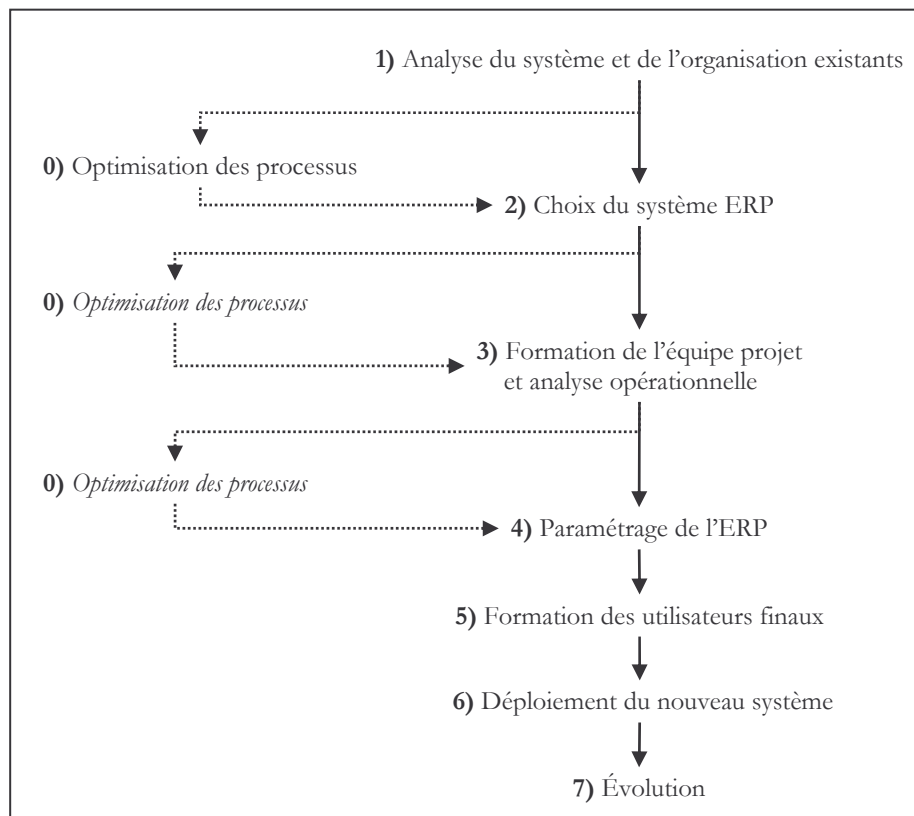 1) Analyse du système et de l’organisation existants
0) Optimisation des processus
2) Choix du système ERP
0) Optimisation des processus
3) Formation de l’équipe projet
et analyse opérationnelle
0) Optimisation des processus
4) Paramétrage de l’ERP
5) Formation des utilisateurs finaux
6) Déploiement du nouveau système
7) Évolution